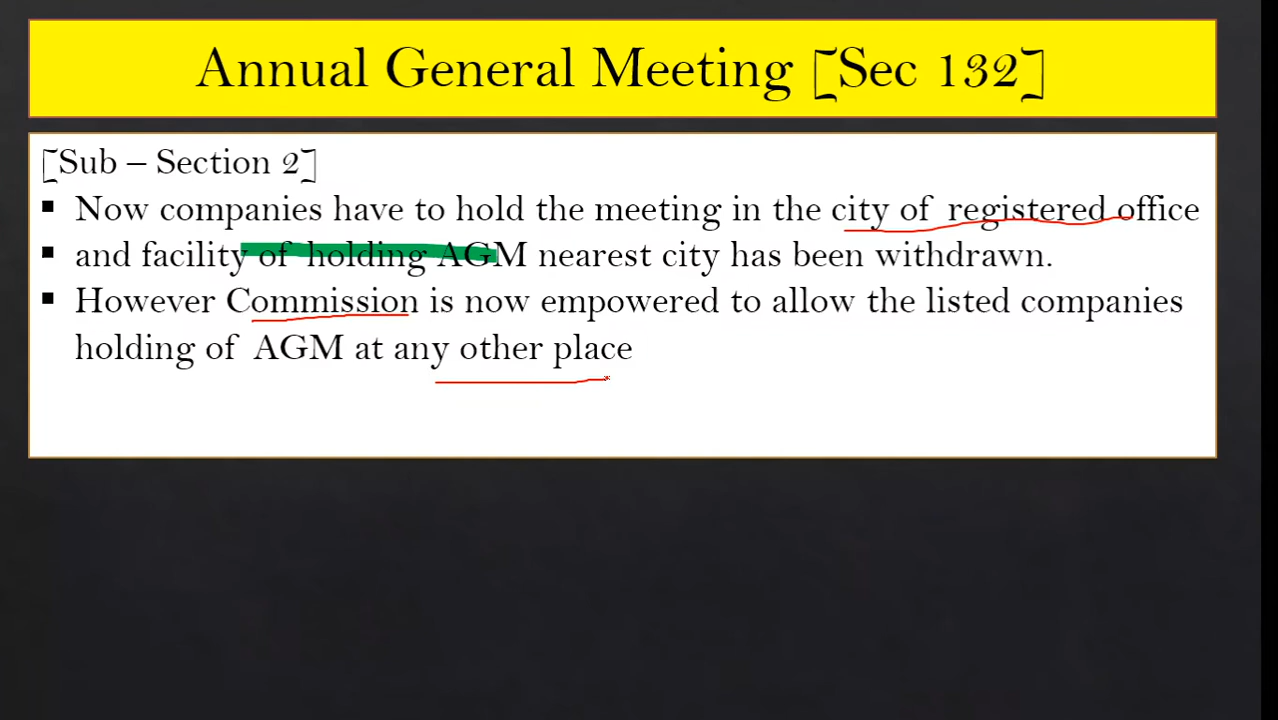 Annual General Meeting [Sec 132]
[Sub – Section 2]
▪ Now companies have to hold the meeting in the city of registered office
▪ and facility of holding AGM nearest city has been withdrawn.
▪ However Commission is now empowered to allow the listed companies
holding of AGM at any other place